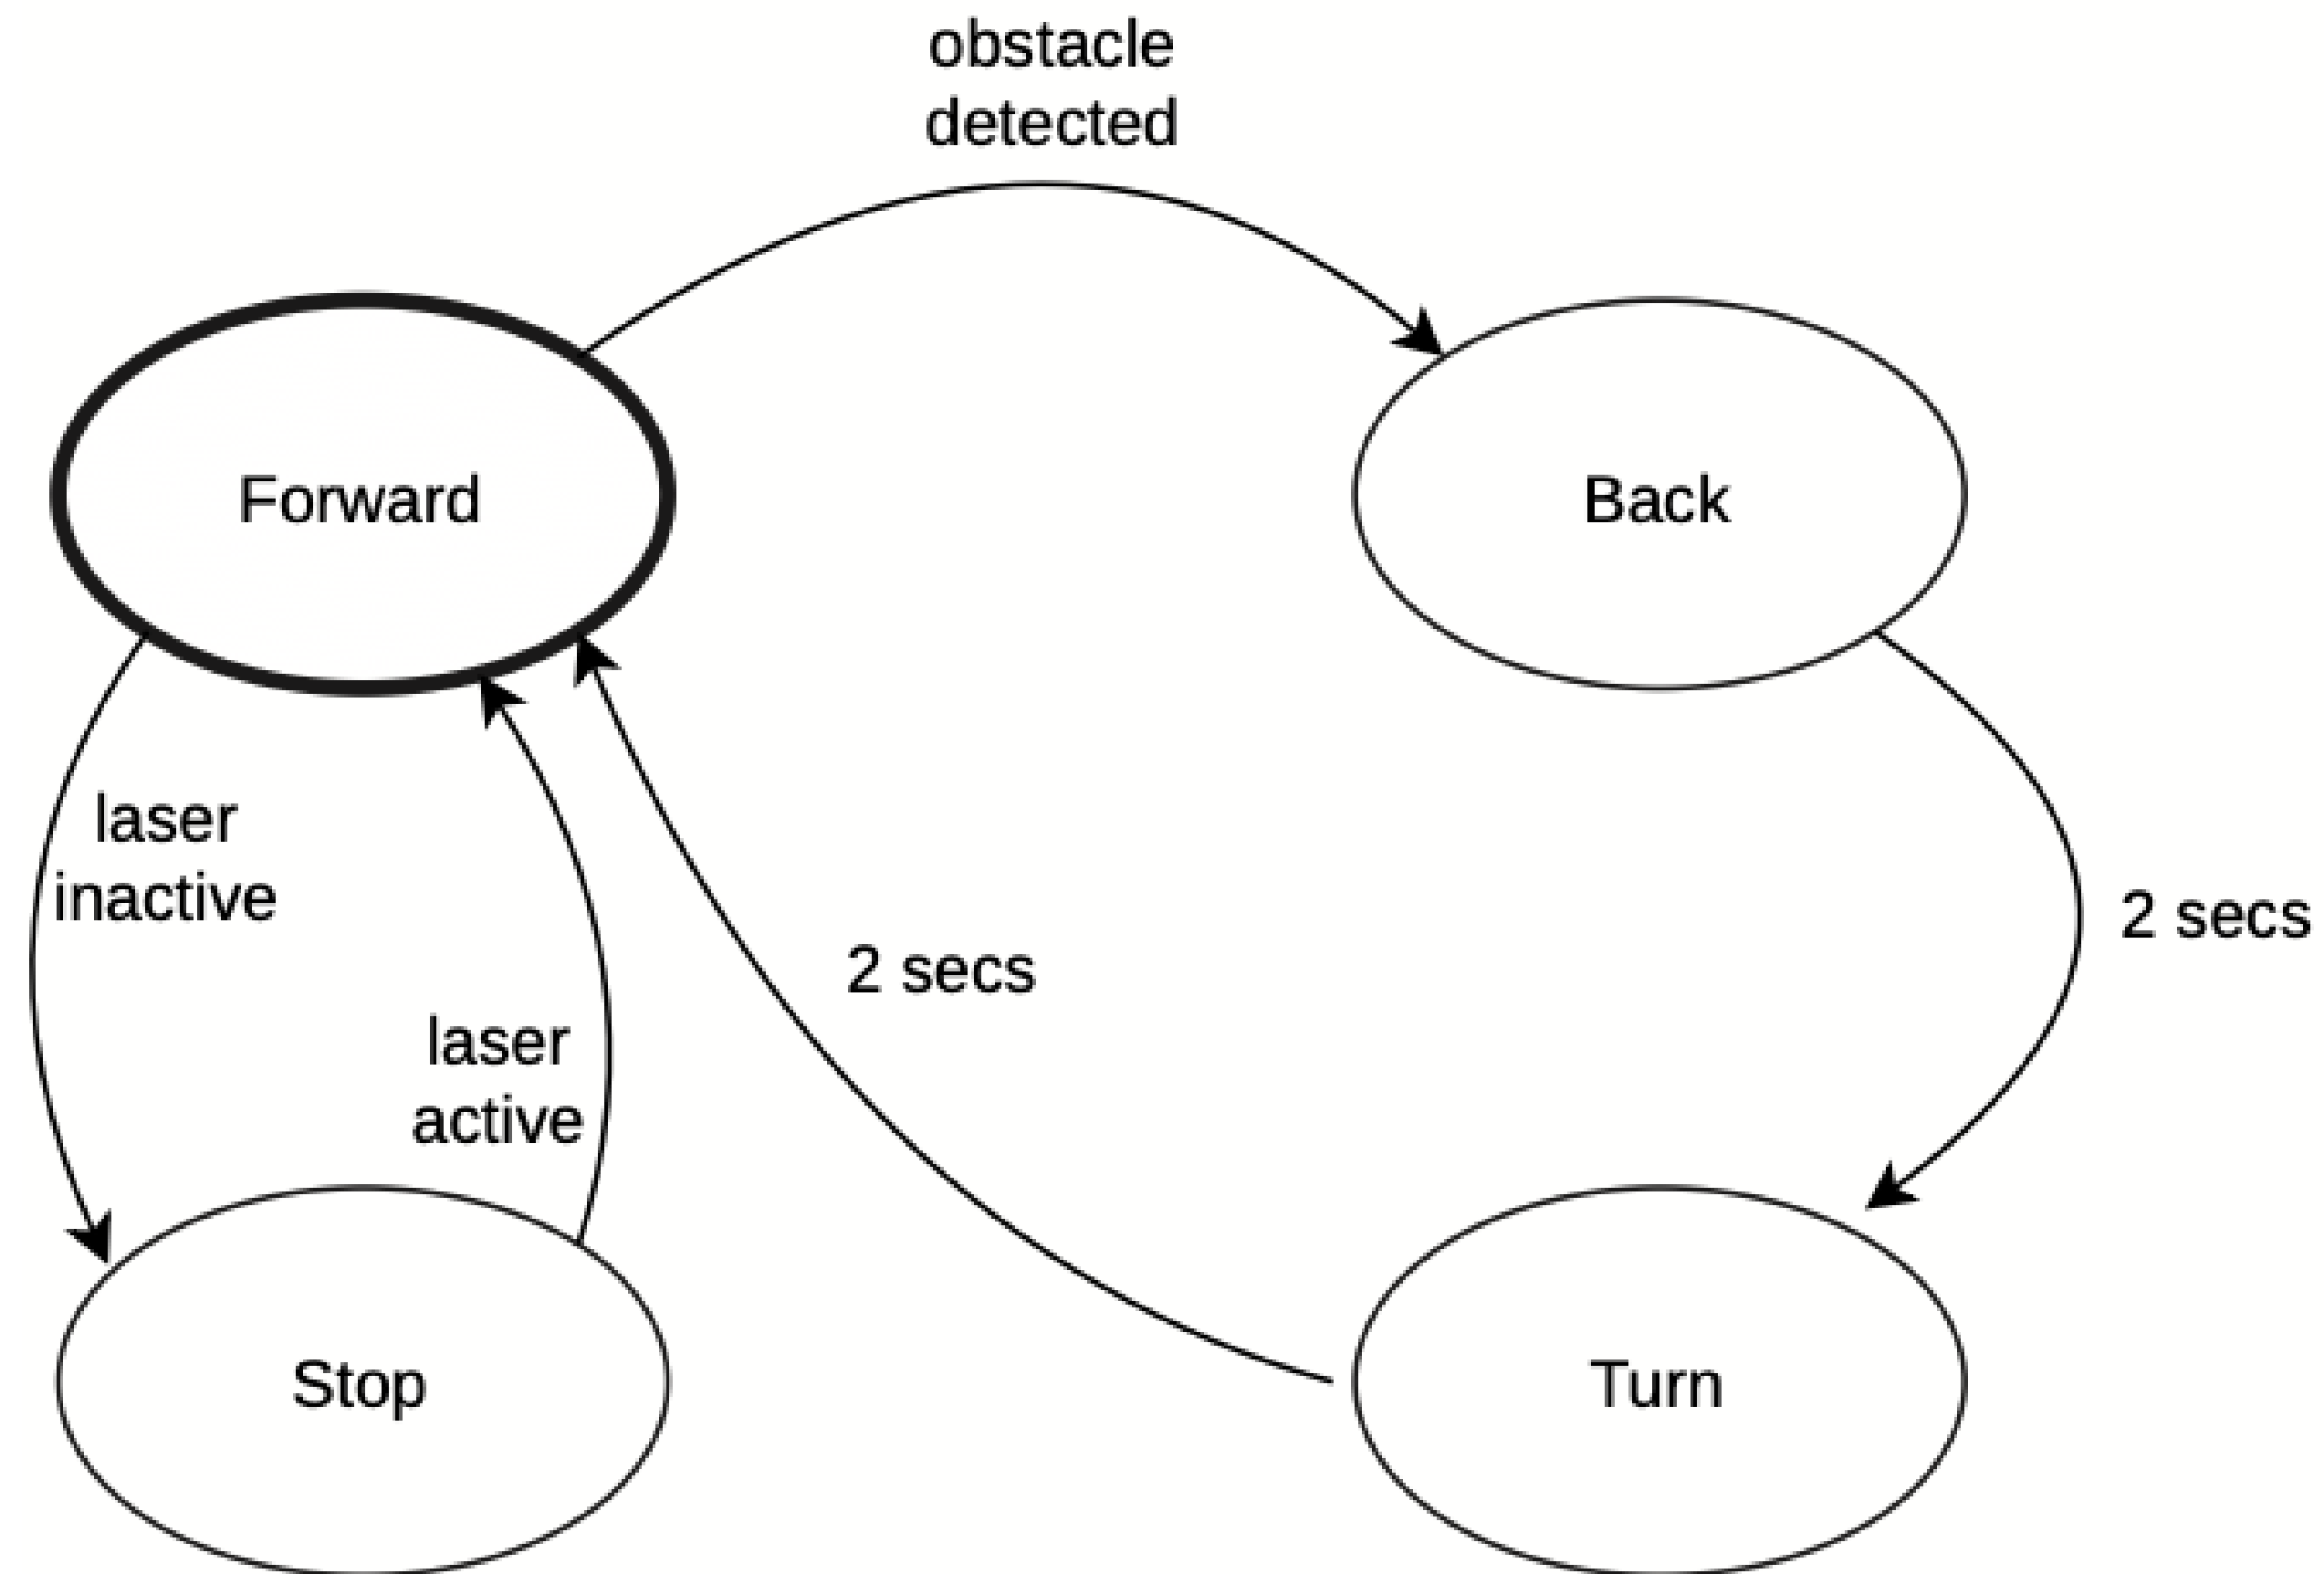 obstacle
detected
Forward
Back
laser
inactive
2 secs
2 secs
laser
active
Stop
Turn